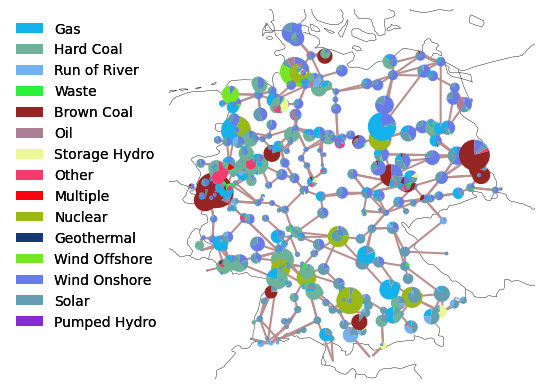 Gas
Hard Coal
Run of River
Waste
Brown Coal
Oil
Storage Hydro
Other
Multiple
Nuclear
Geothermal
Wind Offshore
Wind Onshore
Solar
Pumped Hydro